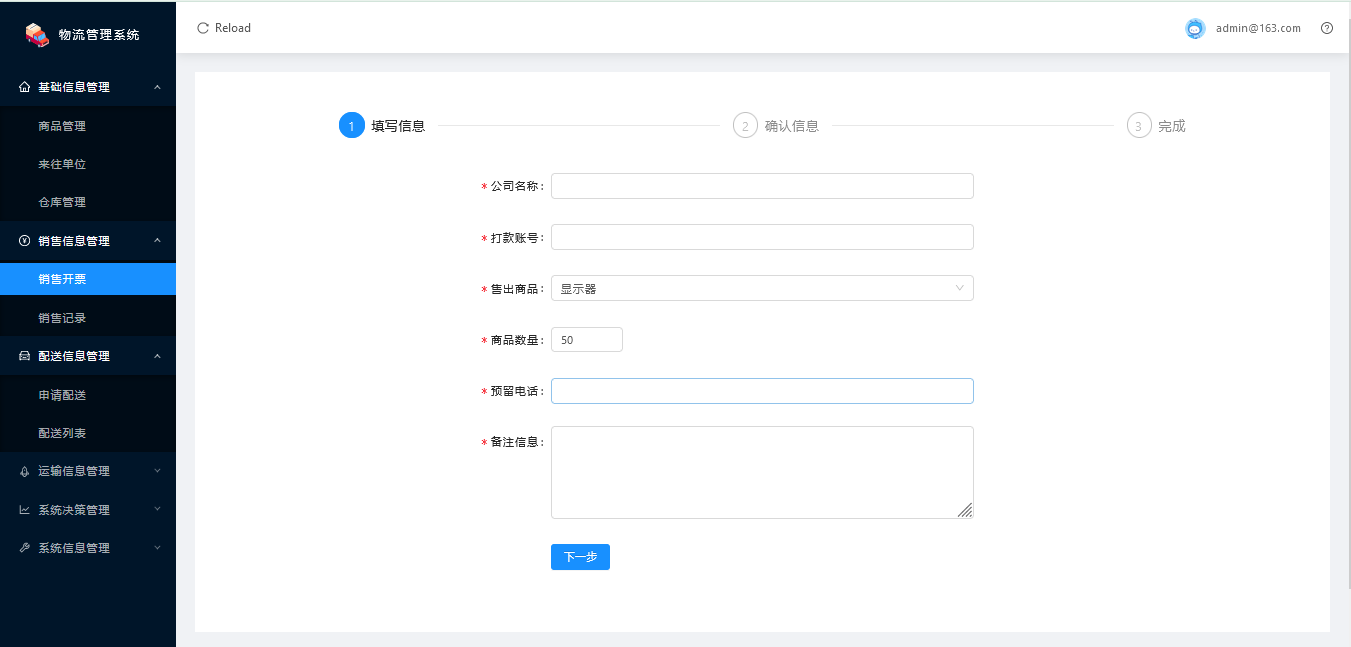 物流管理系统
Reload
admin@163.com
基础信息管理
商品管理
来往单位
仓库管理
销售信息管理
销售开票
销售记录
配送信息管理
申请配送
配送列表
运输信息管理
系统决策管理
系统信息管理
1 填写信息
2 确认信息
3 完成
* 公司名称:
* 打款账号:
* 售出商品: 显示器
* 商品数量: 50
* 预留电话:
* 备注信息:
下一步